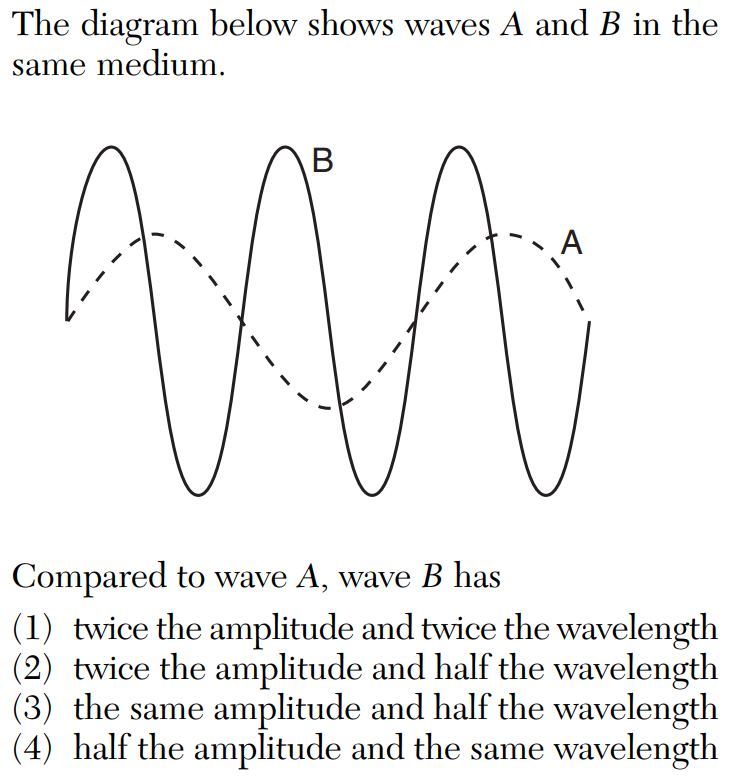 The diagram below shows waves A and B in the
same medium.
B
A
Compared to wave A, wave B has
(1) twice the amplitude and twice the wavelength
(2) twice the amplitude and half the wavelength
(3) the same amplitude and half the wavelength
(4) half the amplitude and the same wavelength